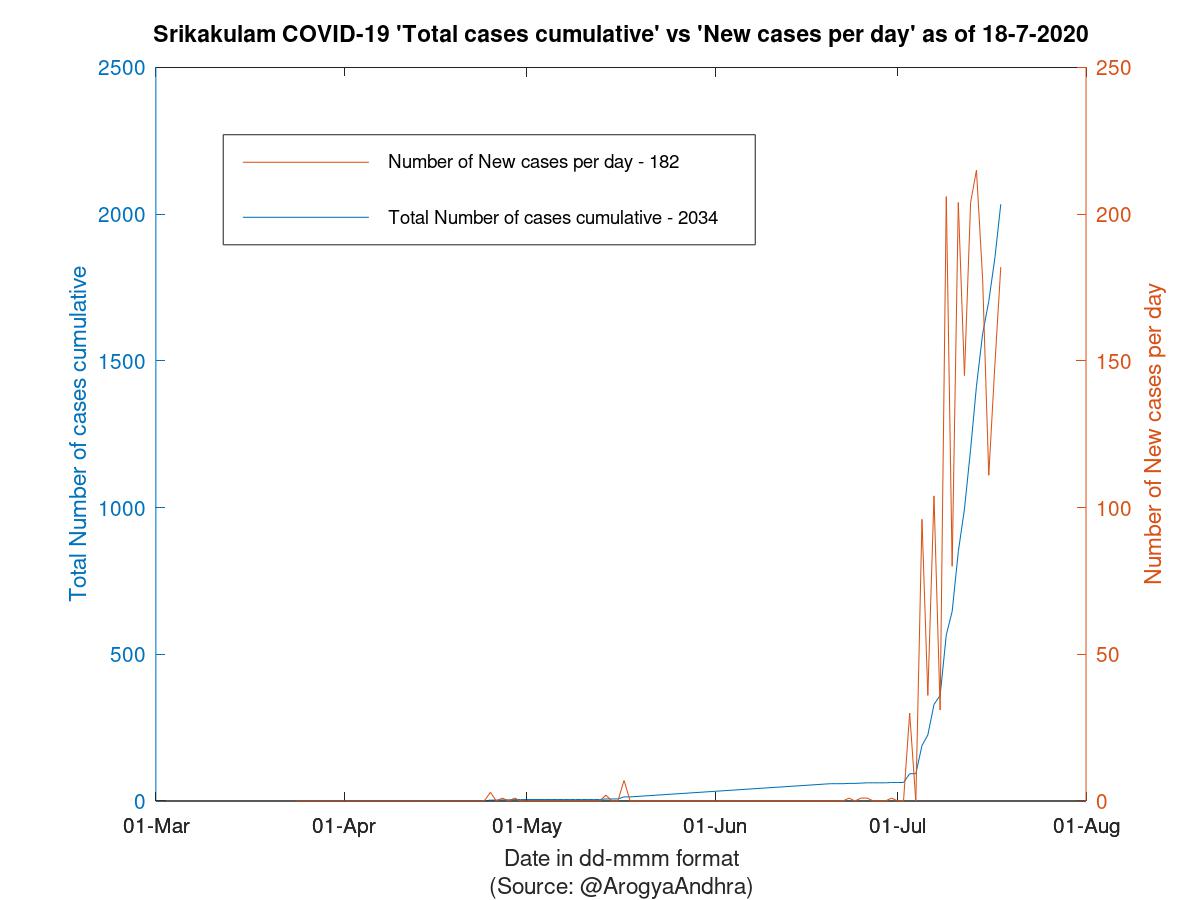 Srikakulam COVID-19 'Total cases cumulative' vs 'New cases per day' as of 18-7-2020
2500
2000
1500
1000
500
0
250
200
150
100
50
0
Total Number of cases cumulative
Number of New cases per day
Number of New cases per day - 182
Total Number of cases cumulative - 2034
01-Mar 01-Apr 01-May 01-Jun 01-Jul 01-Aug
Date in dd-mmm format
(Source: @ArogyaAndhra)